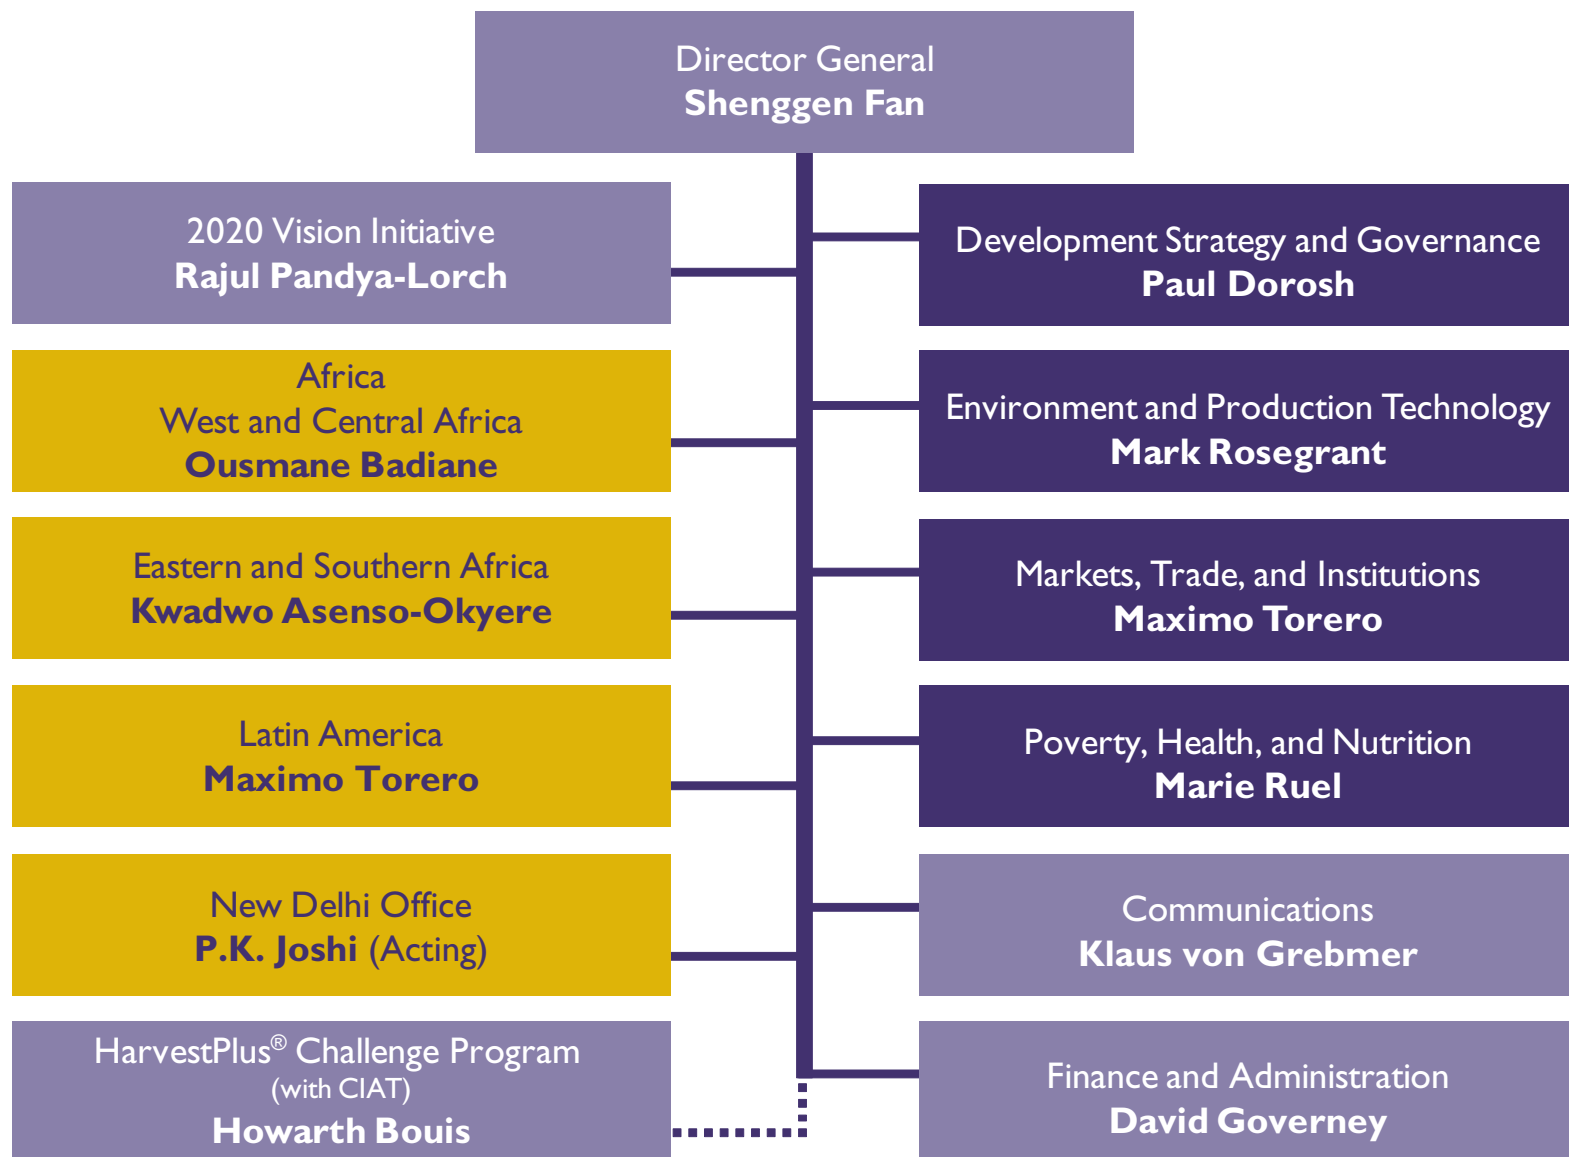 Director General
Shenggen Fan
2020 Vision Initiative
Rajul Pandya-Lorch
Africa
West and Central Africa
Ousmane Badiane
Eastern and Southern Africa
Kwadwo Asenso-Okyere
Latin America
Maximo Torero
New Delhi Office
P.K. Joshi (Acting)
HarvestPlus® Challenge Program
(with CIAT)
Howarth Bouis
Development Strategy and Governance
Paul Dorosh
Environment and Production Technology
Mark Rosegrant
Markets, Trade, and Institutions
Maximo Torero
Poverty, Health, and Nutrition
Marie Ruel
Communications
Klaus von Grebmer
Finance and Administration
David Governey